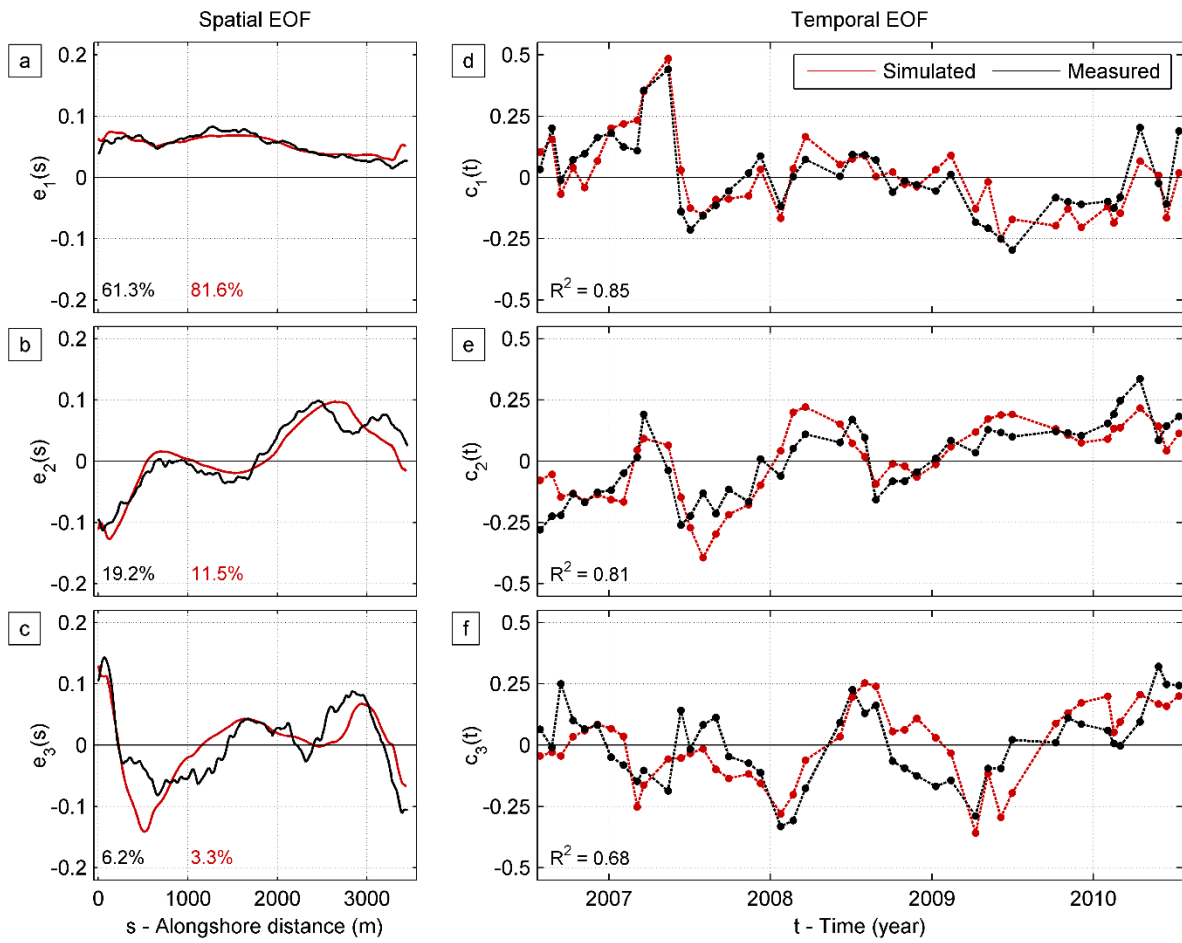 Spatial EOF
Temporal EOF
a
0.2
0.1
0
-0.1
-0.2
e1(s)
61.3%
81.6%
d
0.5
0.25
0
-0.25
-0.5
c1(t)
Simulated
Measured
R² = 0.85
b
0.2
0.1
0
-0.1
-0.2
e2(s)
19.2%
11.5%
e
0.5
0.25
0
-0.25
-0.5
c2(t)
R² = 0.81
c
0.2
0.1
0
-0.1
-0.2
e3(s)
6.2%
3.3%
0 1000 2000 3000
s - Alongshore distance (m)
f
0.5
0.25
0
-0.25
-0.5
c3(t)
R² = 0.68
2007 2008 2009 2010
t - Time (year)